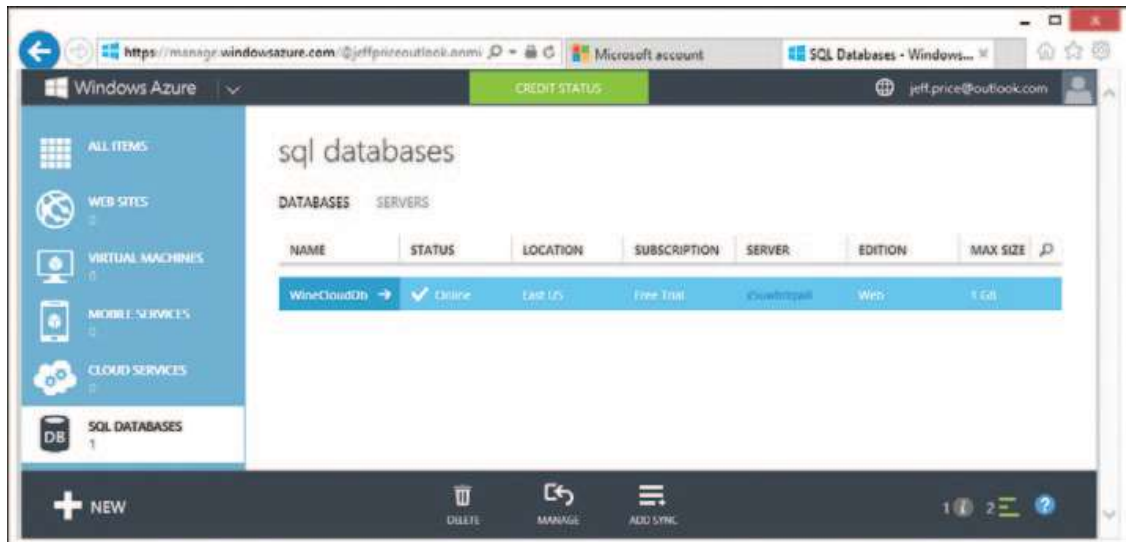 https://manage.windowsazure.com/ Microsoft account SQL Databases - Windows...
Windows Azure CREDIT STATUS jeff.price@outlook.com
ALL ITEMS
WEB SITES
0
VIRTUAL MACHINES
0
MOBILE SERVICES
0
CLOUD SERVICES
0
SQL DATABASES
1
sql databases
DATABASES SERVERS
NAME STATUS LOCATION SUBSCRIPTION SERVER EDITION MAX SIZE
WineCloudDb Online East US Free Trial Web 1 GB
DB
NEW DELETE MANAGE ADD SYNC 1 2 ?